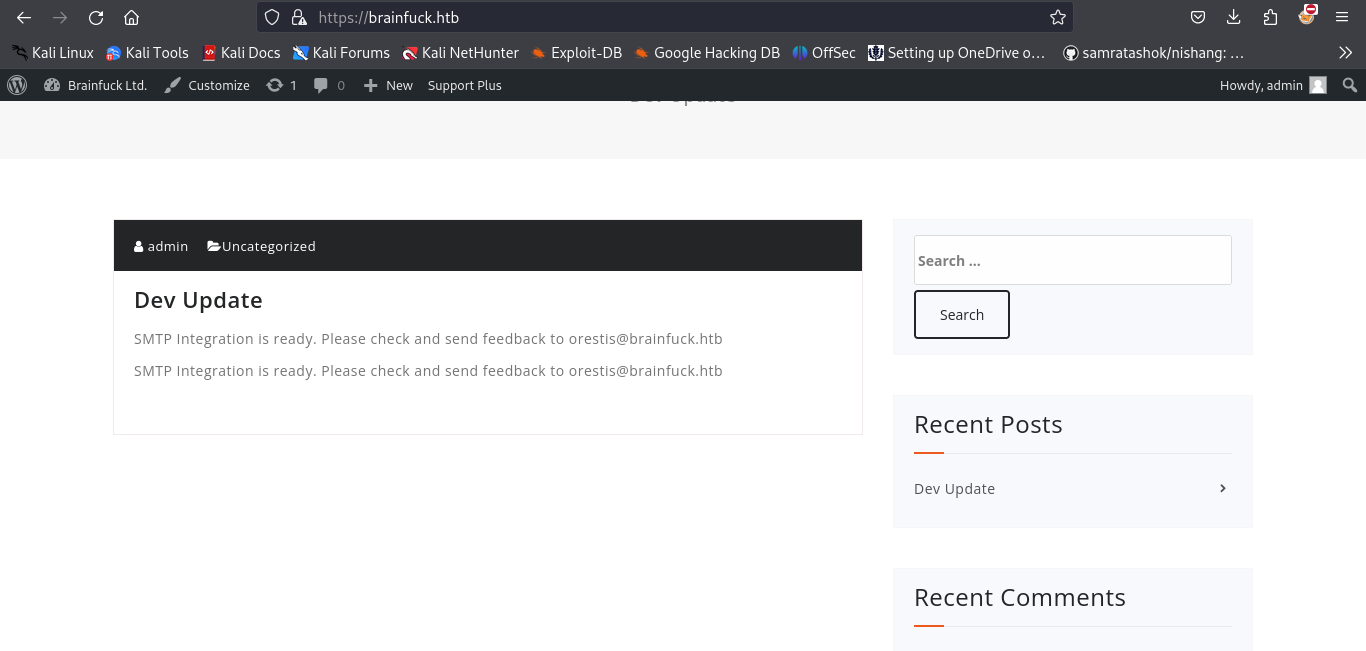 https://brainfuck.htb
Kali Linux Kali Tools Kali Docs Kali Forums Kali NetHunter Exploit-DB Google Hacking DB OffSec Setting up OneDrive o… samratashok/nishang: …
Brainfuck Ltd. Customize 1 0 New Support Plus Howdy, admin
Dev Update
admin Uncategorized
Dev Update
SMTP Integration is ready. Please check and send feedback to orestis@brainfuck.htb
SMTP Integration is ready. Please check and send feedback to orestis@brainfuck.htb
Search …
Search
Recent Posts
Dev Update
Recent Comments